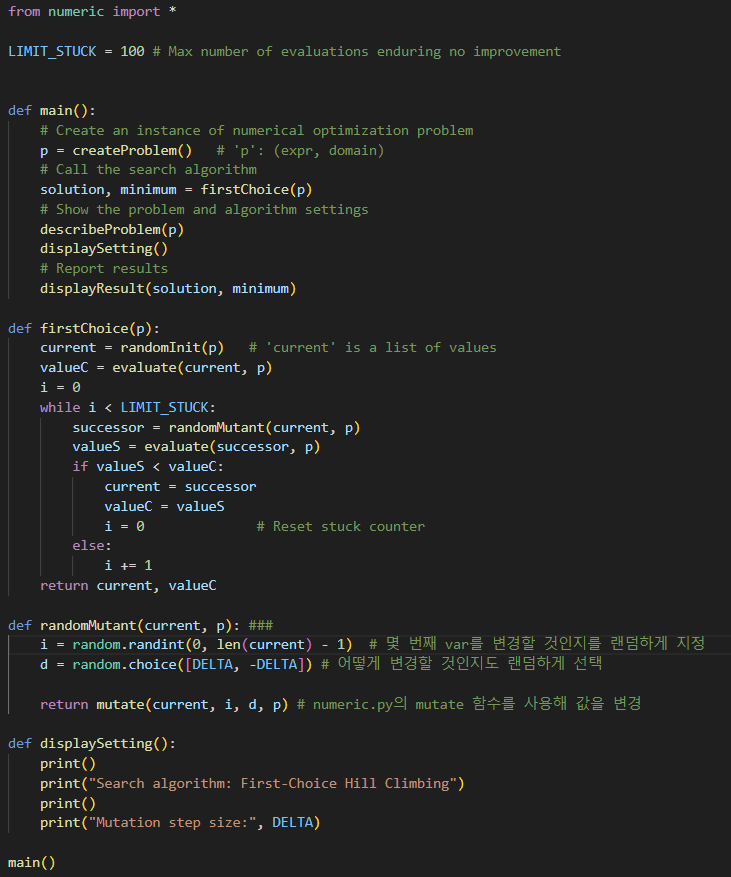 from numeric import *
LIMIT_STUCK = 100 # Max number of evaluations enduring no improvement
def main():
    # Create an instance of numerical optimization problem
    p = createProblem()   # 'p': (expr, domain)
    # Call the search algorithm
    solution, minimum = firstChoice(p)
    # Show the problem and algorithm settings
    describeProblem(p)
    displaySetting()
    # Report results
    displayResult(solution, minimum)
def firstChoice(p):
    current = randomInit(p)   # 'current' is a list of values
    valueC = evaluate(current, p)
    i = 0
    while i < LIMIT_STUCK:
        successor = randomMutant(current, p)
        valueS = evaluate(successor, p)
        if valueS < valueC:
            current = successor
            valueC = valueS
            i = 0              # Reset stuck counter
        else:
            i += 1
    return current, valueC
def randomMutant(current, p): ###
    i = random.randint(0, len(current) - 1)  # 몇 번째 var를 변경할 것인지를 랜덤하게 지정
    d = random.choice([DELTA, -DELTA]) # 어떻게 변경할 것인지도 랜덤하게 선택
    return mutate(current, i, d, p) # numeric.py의 mutate 함수를 사용해 값을 변경
def displaySetting():
    print()
    print("Search algorithm: First-Choice Hill Climbing")
    print()
    print("Mutation step size:", DELTA)
main()